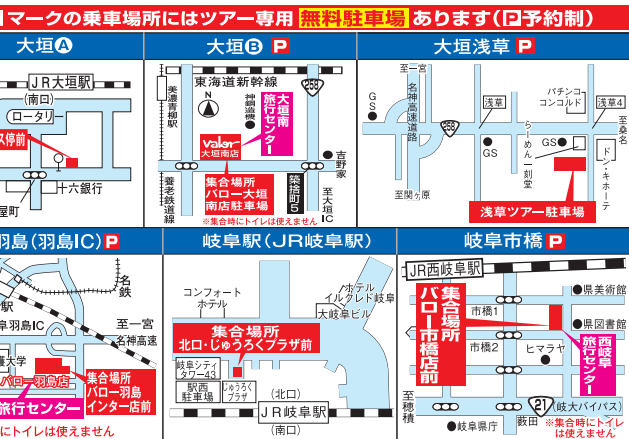 マークの乗車場所にはツアー専用 無料駐車場 あります(P予約制)
大垣A
JR大垣駅
(南口)
ロータリー
ス停前
十六銀行
屋町
大垣B P
東海道新幹線
美濃青柳駅
N
神鋼造機
258
大垣南
旅行センター
Valor
大垣南店
吉野家
集合場所
バロー大垣
南店駐車場
築捨町5
養老鉄道線
至大垣IC
※集合時にトイレは使えません
大垣浅草 P
至一宮
名神高速道路
GS
258
浅草
パチンコ
コンコルド
浅草4
至桑名
GS
らーめん一刻堂
GS
ドン・キホーテ
至関ヶ原
浅草ツアー駐車場
羽島(羽島IC) P
名鉄
駅
阜羽島IC
至一宮
名神高速
大学
バロー羽島店
集合場所
バロー羽島
インター店前
旅行センター
にトイレは使えません
岐阜駅(JR岐阜駅)
コンフォート
ホテル
ホテル
イルクレド岐阜
大岐阜ビル
集合場所
北口・じゅうろくプラザ前
岐阜シティ
タワー43
駅西
駐車場
じゅうろく
プラザ
(北口)
JR岐阜駅
(南口)
岐阜市橋 P
JR西岐阜駅
集合場所
バロー市橋店前
市橋1
市橋2
県美術館
県図書館
ヒマラヤ
西岐阜
旅行センター
至穂積
21
(岐大バイパス)
岐阜県庁
薮田
※集合時にトイレ
は使えません